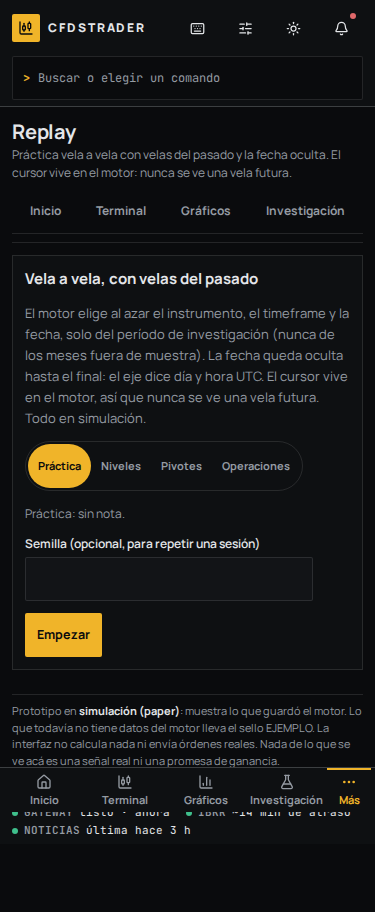 CFDSTRADER
> Buscar o elegir un comando
Replay
Práctica vela a vela con velas del pasado y la fecha oculta. El
cursor vive en el motor: nunca se ve una vela futura.
Inicio Terminal Gráficos Investigación
Vela a vela, con velas del pasado
El motor elige al azar el instrumento, el timeframe y la
fecha, solo del período de investigación (nunca de
los meses fuera de muestra). La fecha queda oculta
hasta el final: el eje dice día y hora UTC. El cursor vive
en el motor, así que nunca se ve una vela futura.
Todo en simulación.
Práctica Niveles Pivotes Operaciones
Práctica: sin nota.
Semilla (opcional, para repetir una sesión)
Empezar
Prototipo en simulación (paper): muestra lo que guardó el motor. Lo
que todavía no tiene datos del motor lleva el sello EJEMPLO. La
interfaz no calcula nada ni envía órdenes reales. Nada de lo que se
ve acá es una señal real ni una promesa de ganancia.
Inicio Terminal Gráficos Investigación Más
GATEWAY listo · ahora IBKR ~14 min de atraso
NOTICIAS última hace 3 h